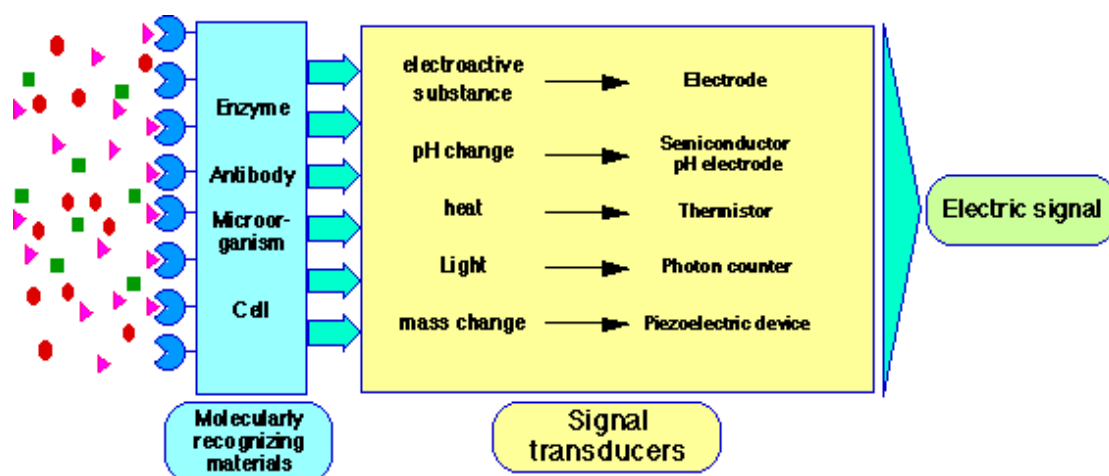 Enzyme
Antibody
Microor-
ganism
Cell
Molecularly
recognizing
materials
electroactive
substance
Electrode
pH change
Semiconductor
pH electrode
heat
Thermistor
Light
Photon counter
mass change
Piezoelectric device
Signal
transducers
Electric signal